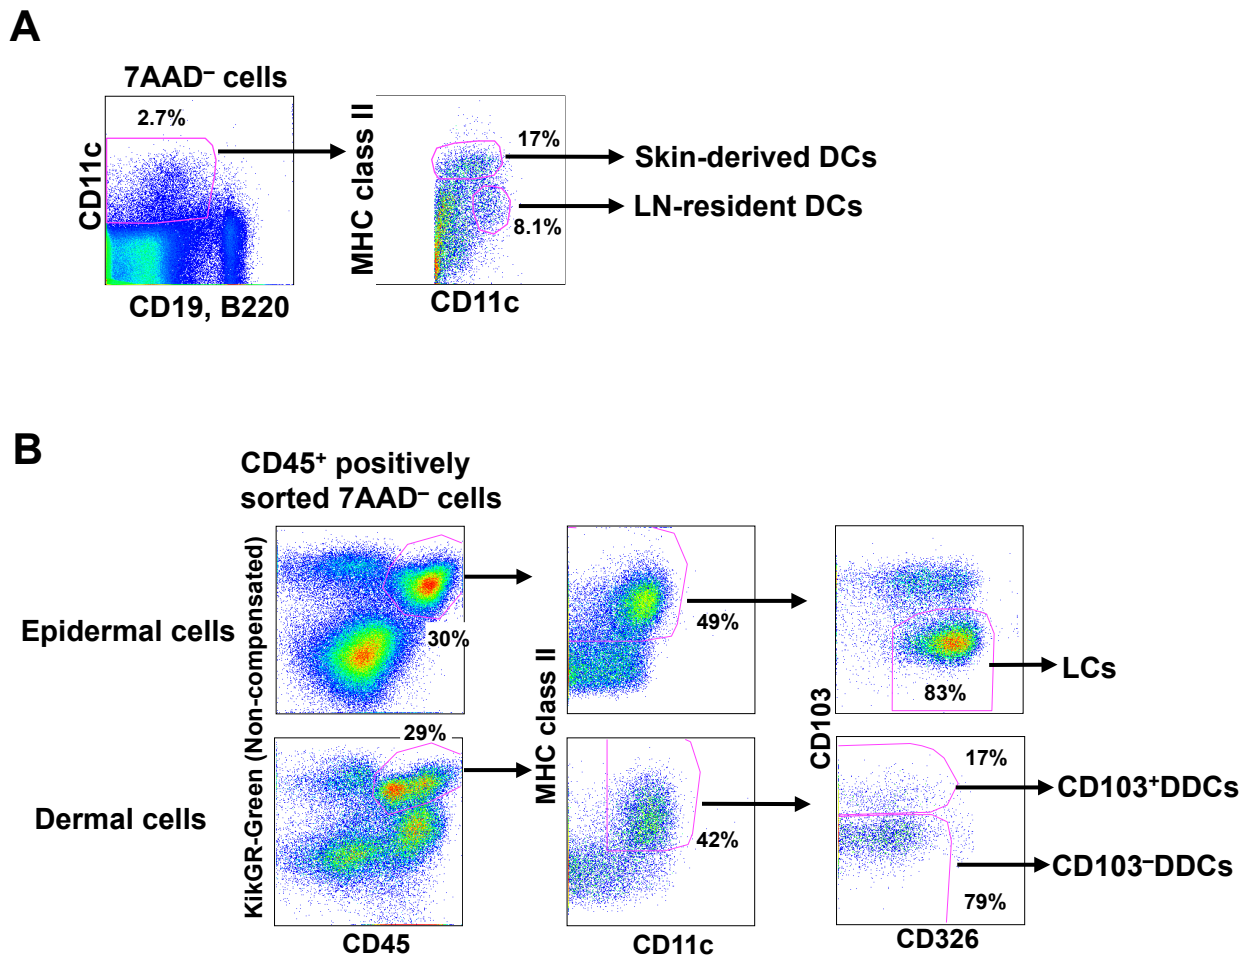 A
7AAD– cells
2.7%
CD11c
CD19, B220
MHC class II
17%
8.1%
CD11c
Skin-derived DCs
LN-resident DCs
B
CD45+ positively
sorted 7AAD– cells
Epidermal cells
Dermal cells
KikGR-Green (Non-compensated)
30%
29%
CD45
MHC class II
49%
42%
CD11c
CD103
83%
17%
79%
CD326
LCs
CD103+DDCs
CD103–DDCs